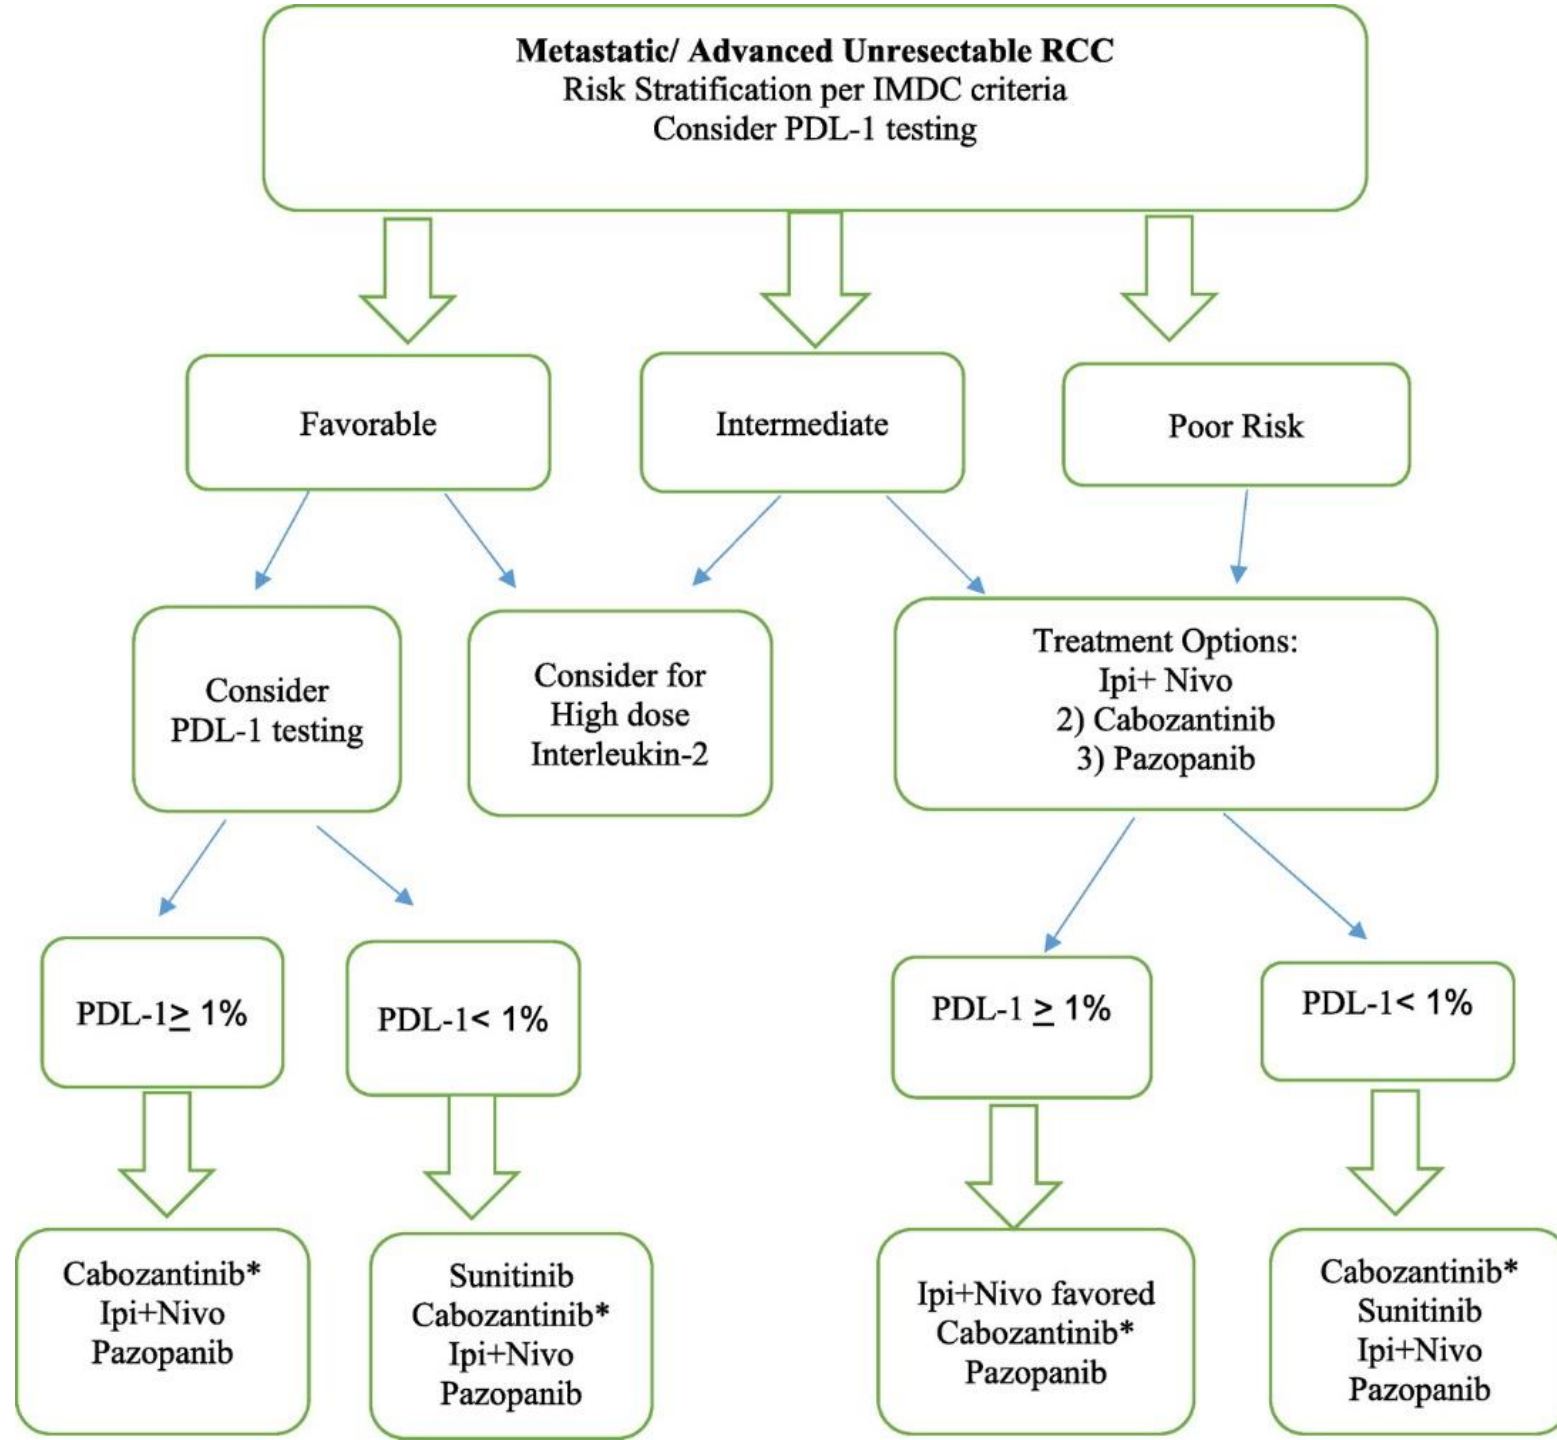 Metastatic/ Advanced Unresectable RCC
Risk Stratification per IMDC criteria
Consider PDL-1 testing
Favorable
Intermediate
Poor Risk
Consider
PDL-1 testing
Consider for
High dose
Interleukin-2
Treatment Options:
Ipi+ Nivo
2) Cabozantinib
3) Pazopanib
PDL-1≥ 1%
PDL-1< 1%
PDL-1 ≥ 1%
PDL-1< 1%
Cabozantinib*
Ipi+Nivo
Pazopanib
Sunitinib
Cabozantinib*
Ipi+Nivo
Pazopanib
Ipi+Nivo favored
Cabozantinib*
Pazopanib
Cabozantinib*
Sunitinib
Ipi+Nivo
Pazopanib